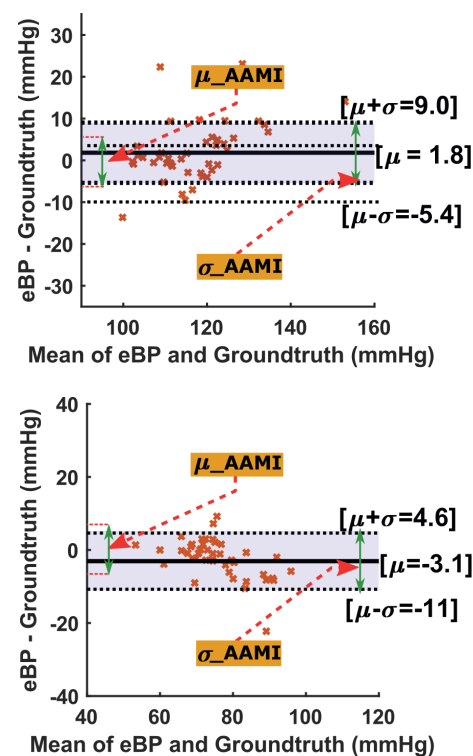 eBP - Groundtruth (mmHg)
30
20
10
0
-10
-20
-30
μ_AAMI
[μ+σ=9.0]
[μ = 1.8]
[μ-σ=-5.4]
σ_AAMI
100
120
140
160
Mean of eBP and Groundtruth (mmHg)
eBP - Groundtruth (mmHg)
40
20
0
-20
-40
μ_AAMI
[μ+σ=4.6]
[μ=-3.1]
[μ-σ=-11]
σ_AAMI
40
60
80
100
120
Mean of eBP and Groundtruth (mmHg)